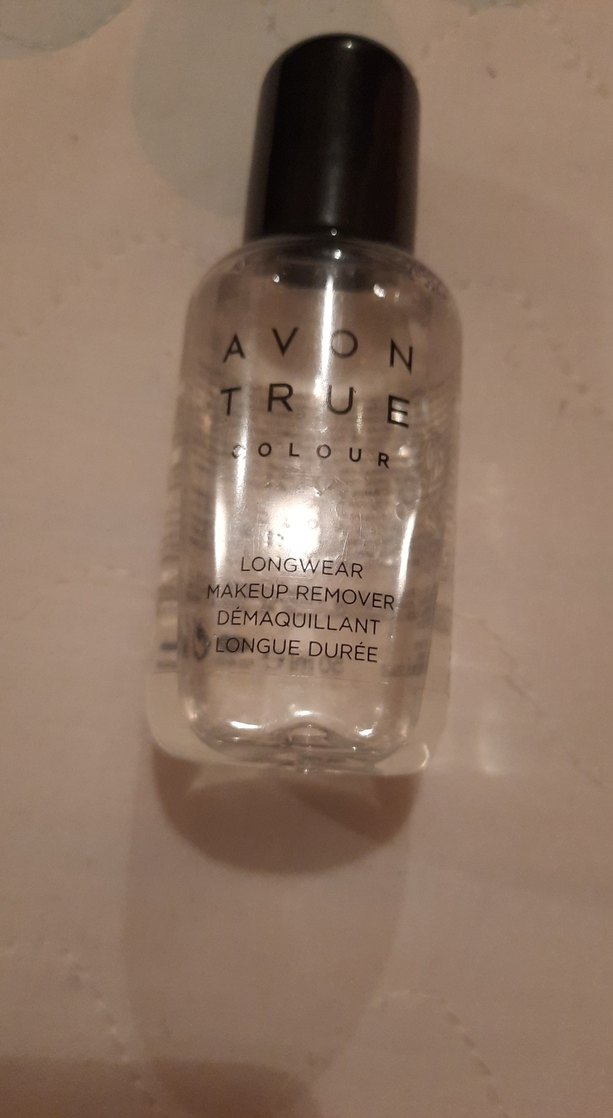 AVON
TRUE
COLOUR
LONGWEAR
MAKEUP REMOVER
DÉMAQUILLANT
LONGUE DURÉE